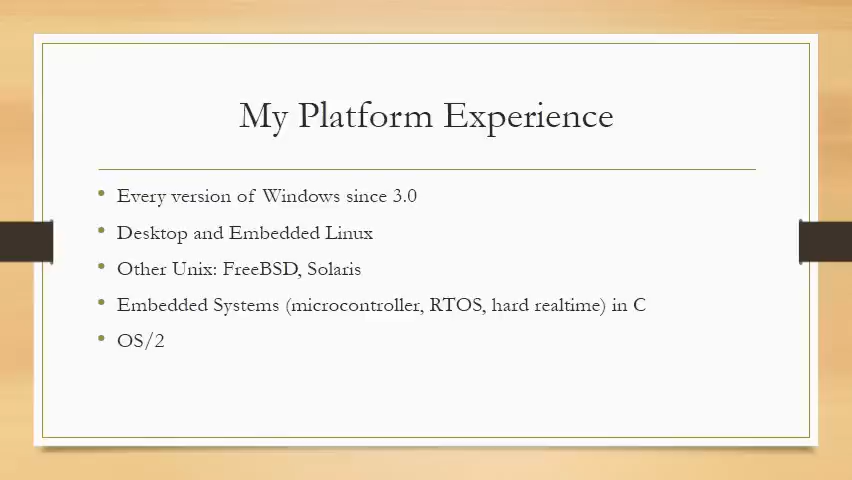 My Platform Experience
• Every version of Windows since 3.0
• Desktop and Embedded Linux
• Other Unix: FreeBSD, Solaris
• Embedded Systems (microcontroller, RTOS, hard realtime) in C
• OS/2